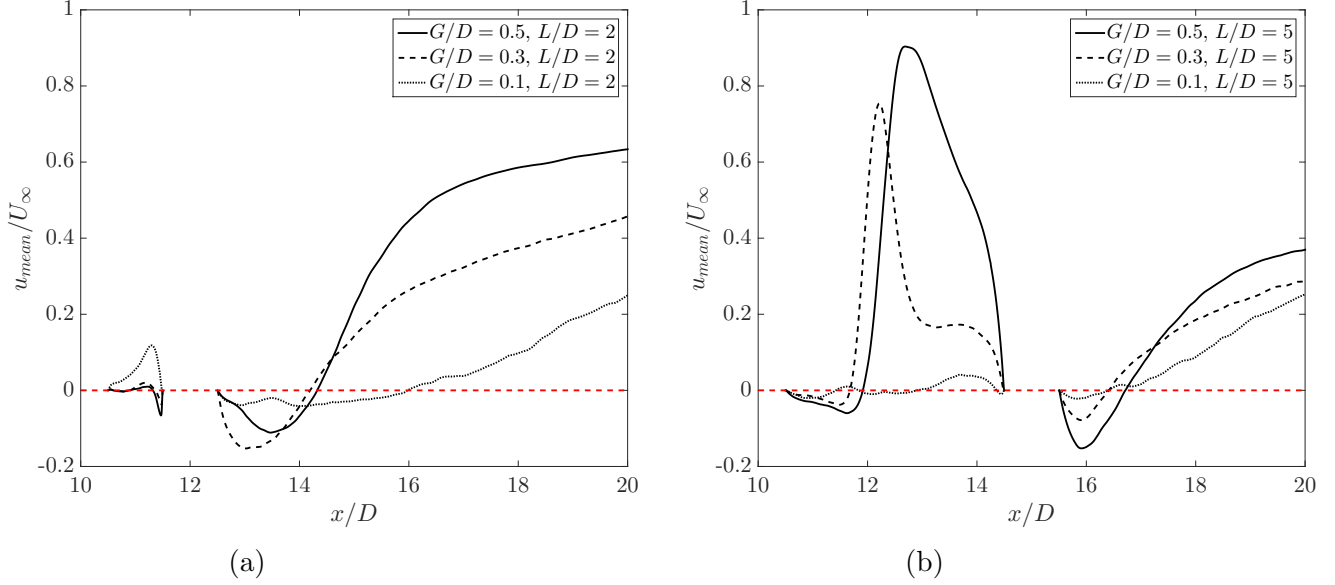 1
0.8
0.6
0.4
0.2
0
-0.2
u_mean/U_∞
10 12 14 16 18 20
x/D
G/D = 0.5, L/D = 2
G/D = 0.3, L/D = 2
G/D = 0.1, L/D = 2
(a)
1
0.8
0.6
0.4
0.2
0
-0.2
u_mean/U_∞
10 12 14 16 18 20
x/D
G/D = 0.5, L/D = 5
G/D = 0.3, L/D = 5
G/D = 0.1, L/D = 5
(b)